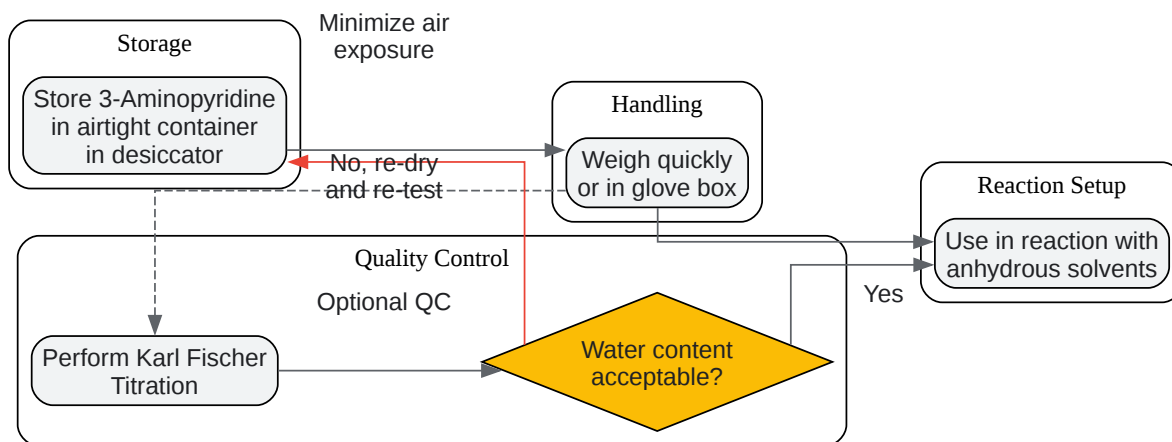 Minimize air
exposure
Storage
Store 3-Aminopyridine
in airtight container
in desiccator
Handling
Weigh quickly
or in glove box
No, re-dry
and re-test
Reaction Setup
Use in reaction with
anhydrous solvents
Quality Control
Optional QC
Yes
Perform Karl Fischer
Titration
Water content
acceptable?